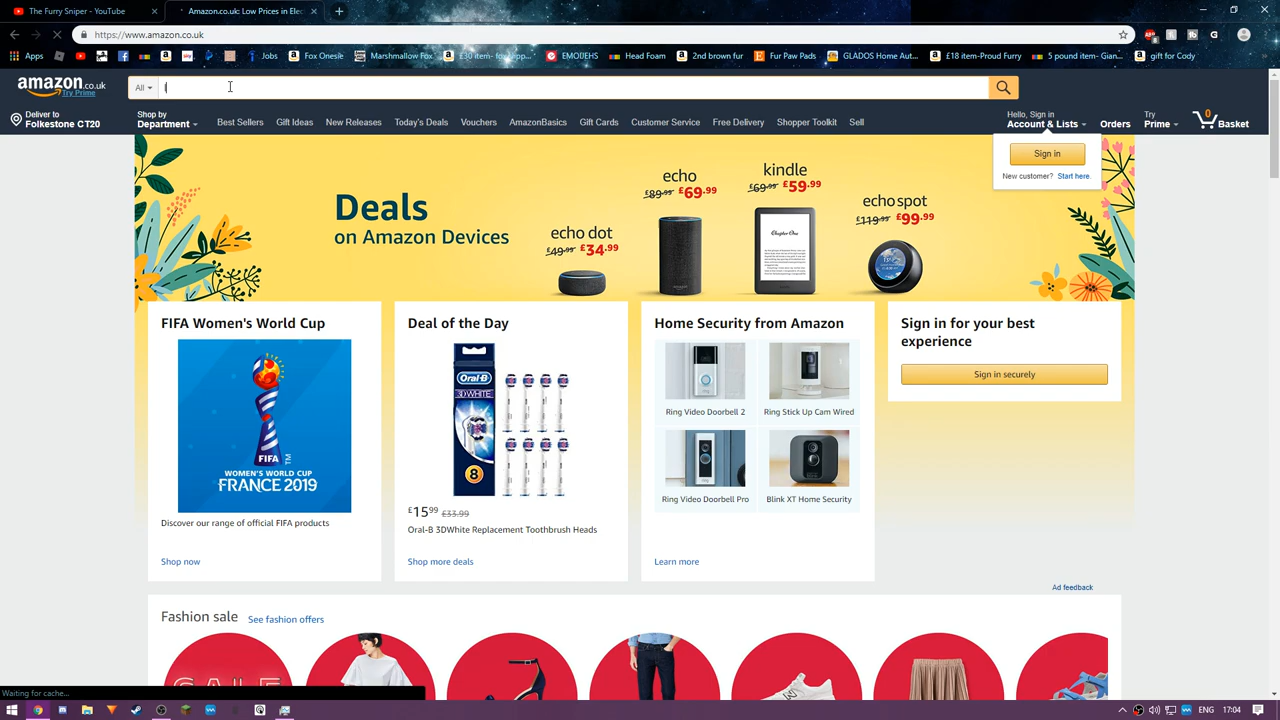 The Furry Sniper - YouTube
Amazon.co.uk: Low Prices in Elec
https://www.amazon.co.uk
Apps
Jobs
Fox Onesie
Marshmallow Fox
£30 item- for ...pp...
EMODEHS
Head Foam
2nd brown fur
Fur Paw Pads
GLADOS Home Aut...
£18 item-Proud Furry
5 pound item- Gian...
gift for Cody
amazon.co.uk
Try Prime
All
Deliver to
Folkestone CT20
Shop by
Department
Best Sellers
Gift Ideas
New Releases
Today's Deals
Vouchers
AmazonBasics
Gift Cards
Customer Service
Free Delivery
Shopper Toolkit
Sell
Hello, Sign in
Account & Lists
Orders
Try
Prime
0
Basket
Sign in
New customer? Start here.
Deals
on Amazon Devices
echo dot
£49.99 £34.99
echo
£89.99 £69.99
kindle
£69.99 £59.99
echo spot
£119.99 £99.99
Chapter One
FIFA Women's World Cup
FIFA
TM
WOMEN'S WORLD CUP
FRANCE 2019
Discover our range of official FIFA products
Shop now
Deal of the Day
Oral-B
3DWHITE
8
£15.99 £33.99
Oral-B 3DWhite Replacement Toothbrush Heads
Shop more deals
Home Security from Amazon
Ring Video Doorbell 2
Ring Stick Up Cam Wired
Ring Video Doorbell Pro
Blink XT Home Security
Learn more
Sign in for your best
experience
Sign in securely
Ad feedback
Fashion sale
See fashion offers
SALE
Waiting for cache...
ENG
17:04